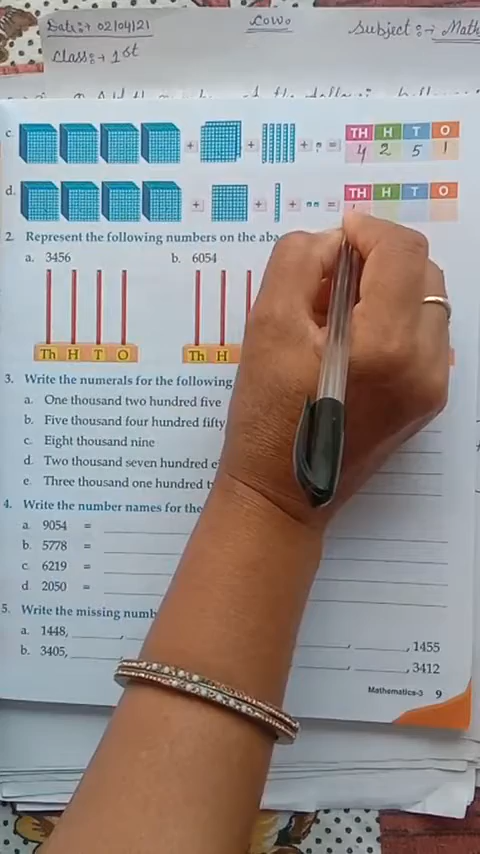 Date:→ 02/04/21
C.W.
Subject:→ Math
Class:→ 1st
c. + + + = TH H T O
4 2 5 1
d. + + + = TH H T O
2. Represent the following numbers on the aba
a. 3456 b. 6054
Th H T O Th H
3. Write the numerals for the following
a. One thousand two hundred five
b. Five thousand four hundred fifty
c. Eight thousand nine
d. Two thousand seven hundred e
e. Three thousand one hundred t
4. Write the number names for the
a. 9054 =
b. 5778 =
c. 6219 =
d. 2050 =
5. Write the missing numb
a. 1448, ______, ______, 1455
b. 3405, ______, ______, 3412
Mathematics-3 9